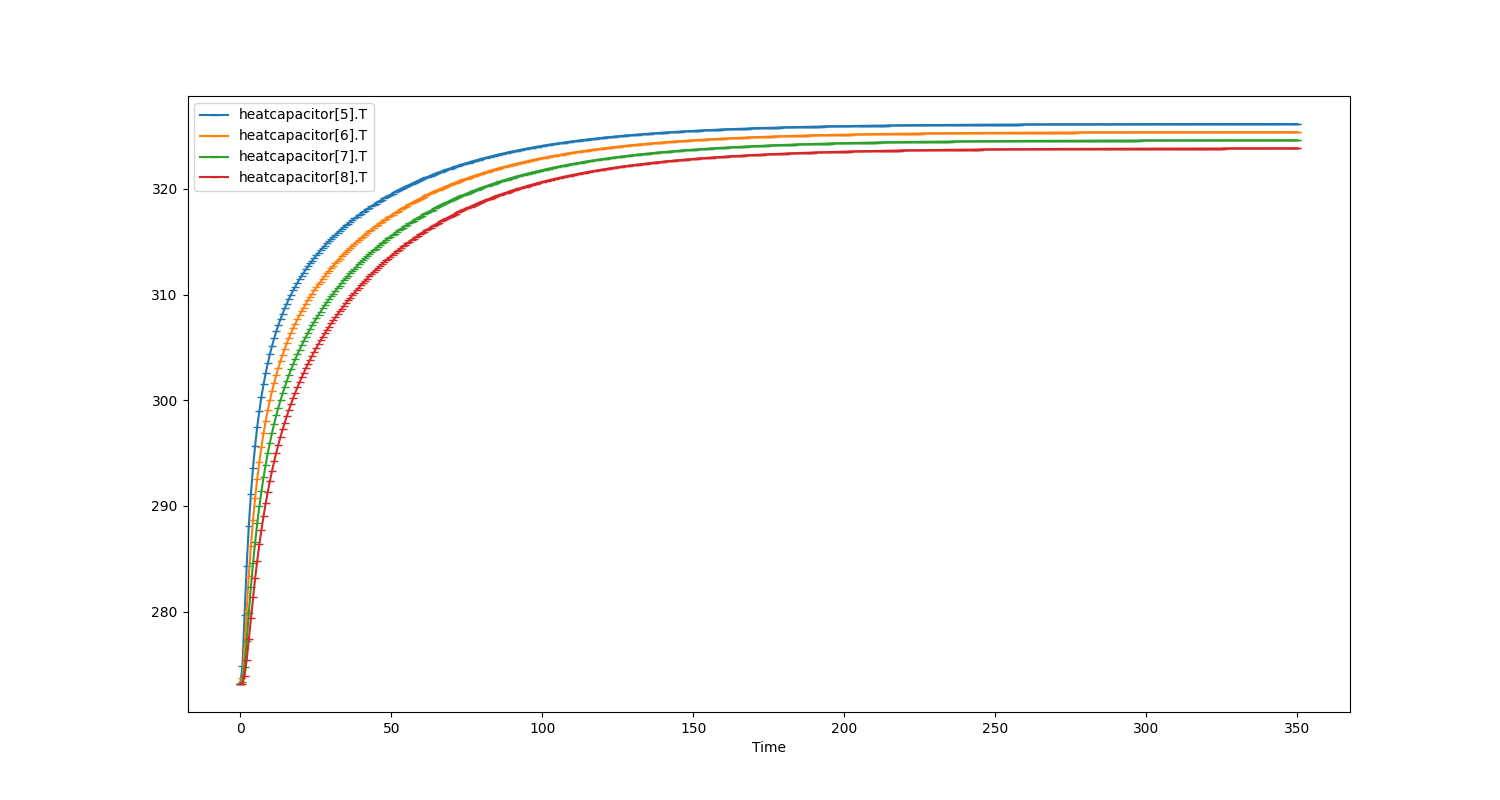 heatcapacitor[5].T
heatcapacitor[6].T
heatcapacitor[7].T
heatcapacitor[8].T
320
310
300
290
280
0 50 100 150 200 250 300 350
Time